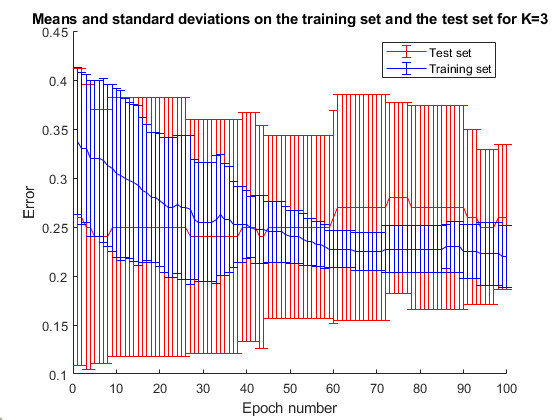 Means and standard deviations on the training set and the test set for K=3
0.45
0.4
0.35
0.3
0.25
0.2
0.15
0.1
Error
Test set
Training set
0 10 20 30 40 50 60 70 80 90 100
Epoch number